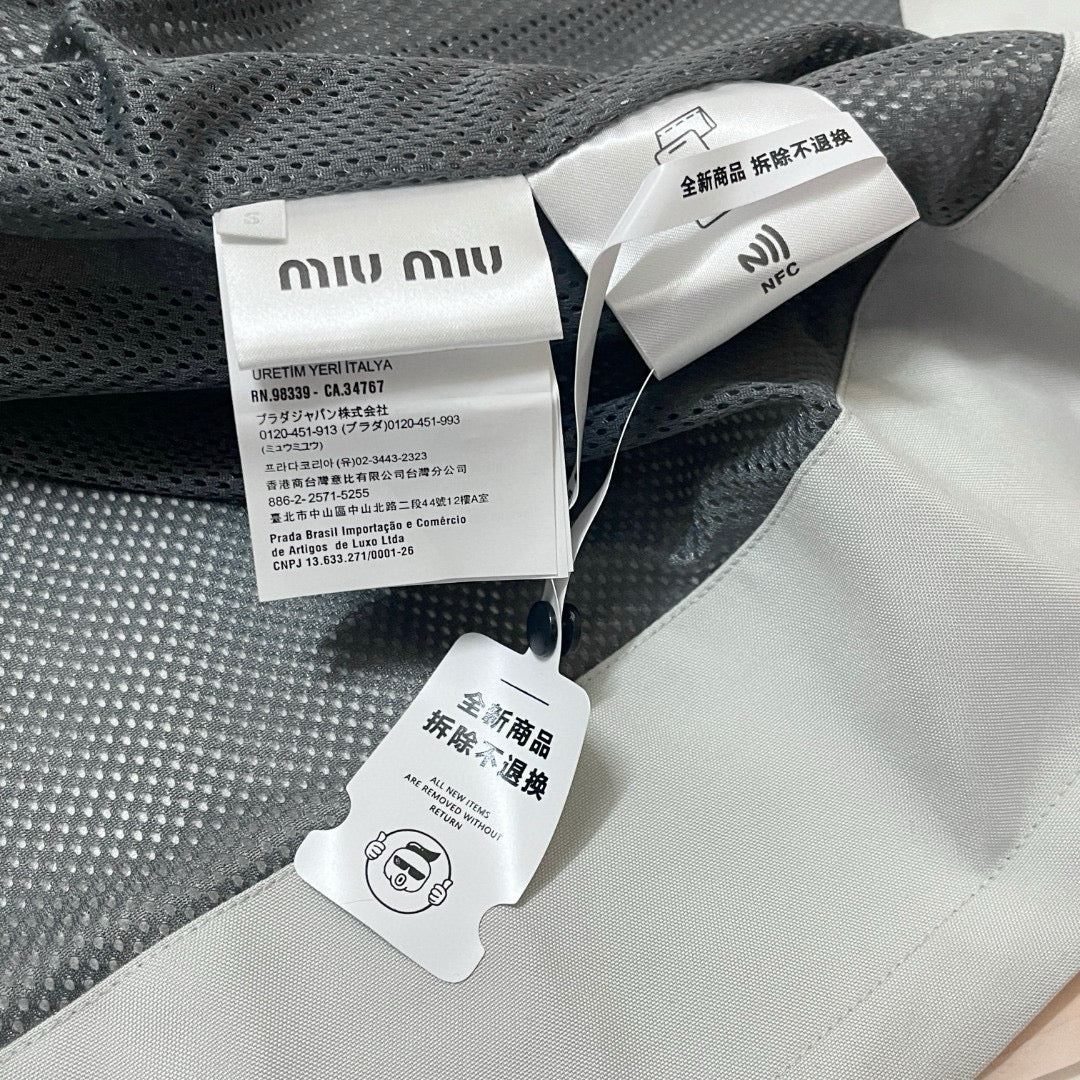 全新商品 拆除不退换
NFC
S
miu miu
ÜRETİM YERİ İTALYA
RN.98339 - CA.34767
プラダジャパン株式会社
0120-451-913 (プラダ)0120-451-993
(ミュウミュウ)
프라다코리아(유)02-3443-2323
香港商台灣意比有限公司台灣分公司
886-2-2571-5255
臺北市中山區中山北路二段44號12樓A室
Prada Brasil Importação e Comércio
de Artigos de Luxo Ltda
CNPJ 13.633.271/0001-26
全新商品
拆除不退换
ALL NEW ITEMS
ARE REMOVED WITHOUT
RETURN